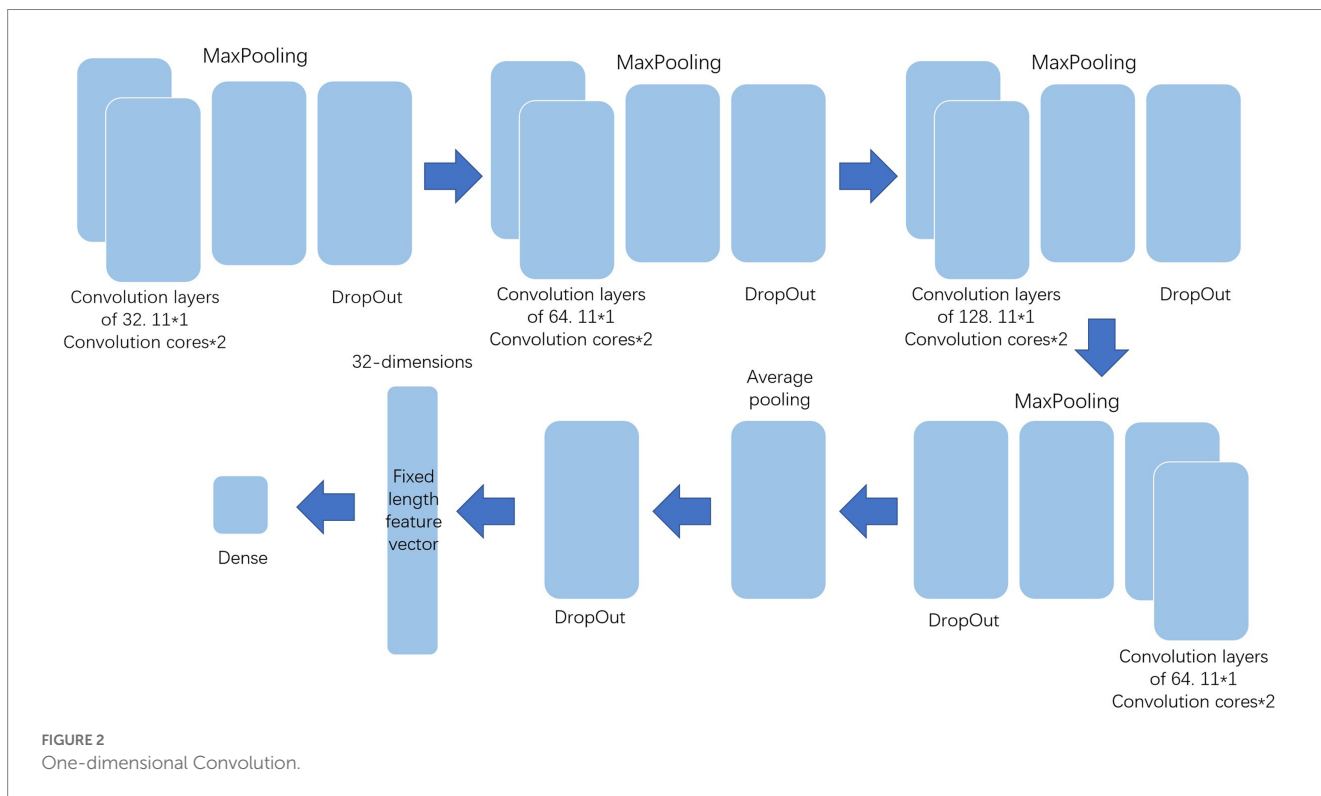 MaxPooling
MaxPooling
MaxPooling
Convolution layers
of 32. 11*1
Convolution cores*2
DropOut
Convolution layers
of 64. 11*1
Convolution cores*2
DropOut
Convolution layers
of 128. 11*1
Convolution cores*2
DropOut
MaxPooling
Convolution layers
of 64. 11*1
Convolution cores*2
DropOut
Average
pooling
DropOut
32-dimensions
Fixed
length
feature
vector
Dense
FIGURE 2
One-dimensional Convolution.